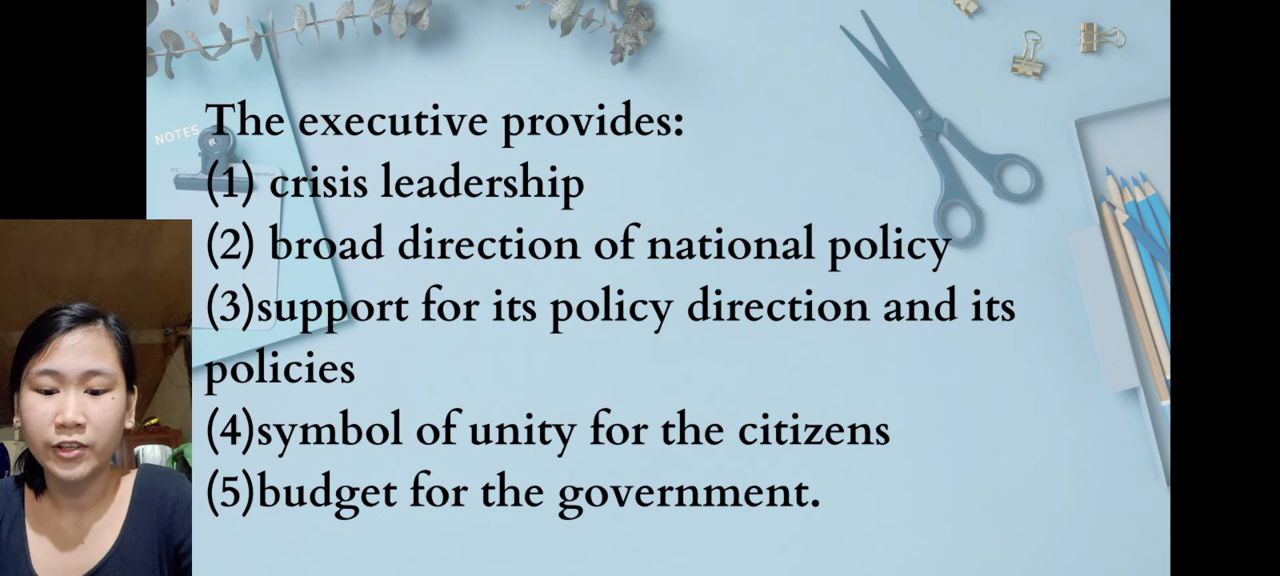 The executive provides:
NOTES
(1) crisis leadership
(2) broad direction of national policy
(3)support for its policy direction and its
policies
(4)symbol of unity for the citizens
(5)budget for the government.